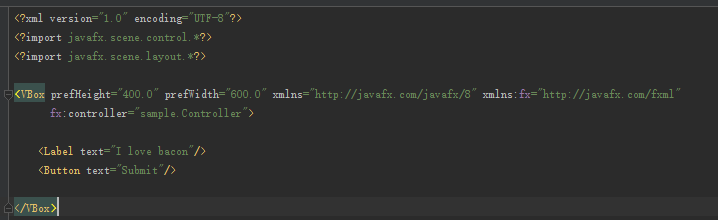 <?xml version="1.0" encoding="UTF-8"?>
<?import javafx.scene.control.*?>
<?import javafx.scene.layout.*?>
<VBox prefHeight="400.0" prefWidth="600.0" xmlns="http://javafx.com/javafx/8" xmlns:fx="http://javafx.com/fxml"
fx:controller="sample.Controller">
<Label text="I love bacon"/>
<Button text="Submit"/>
</VBox>